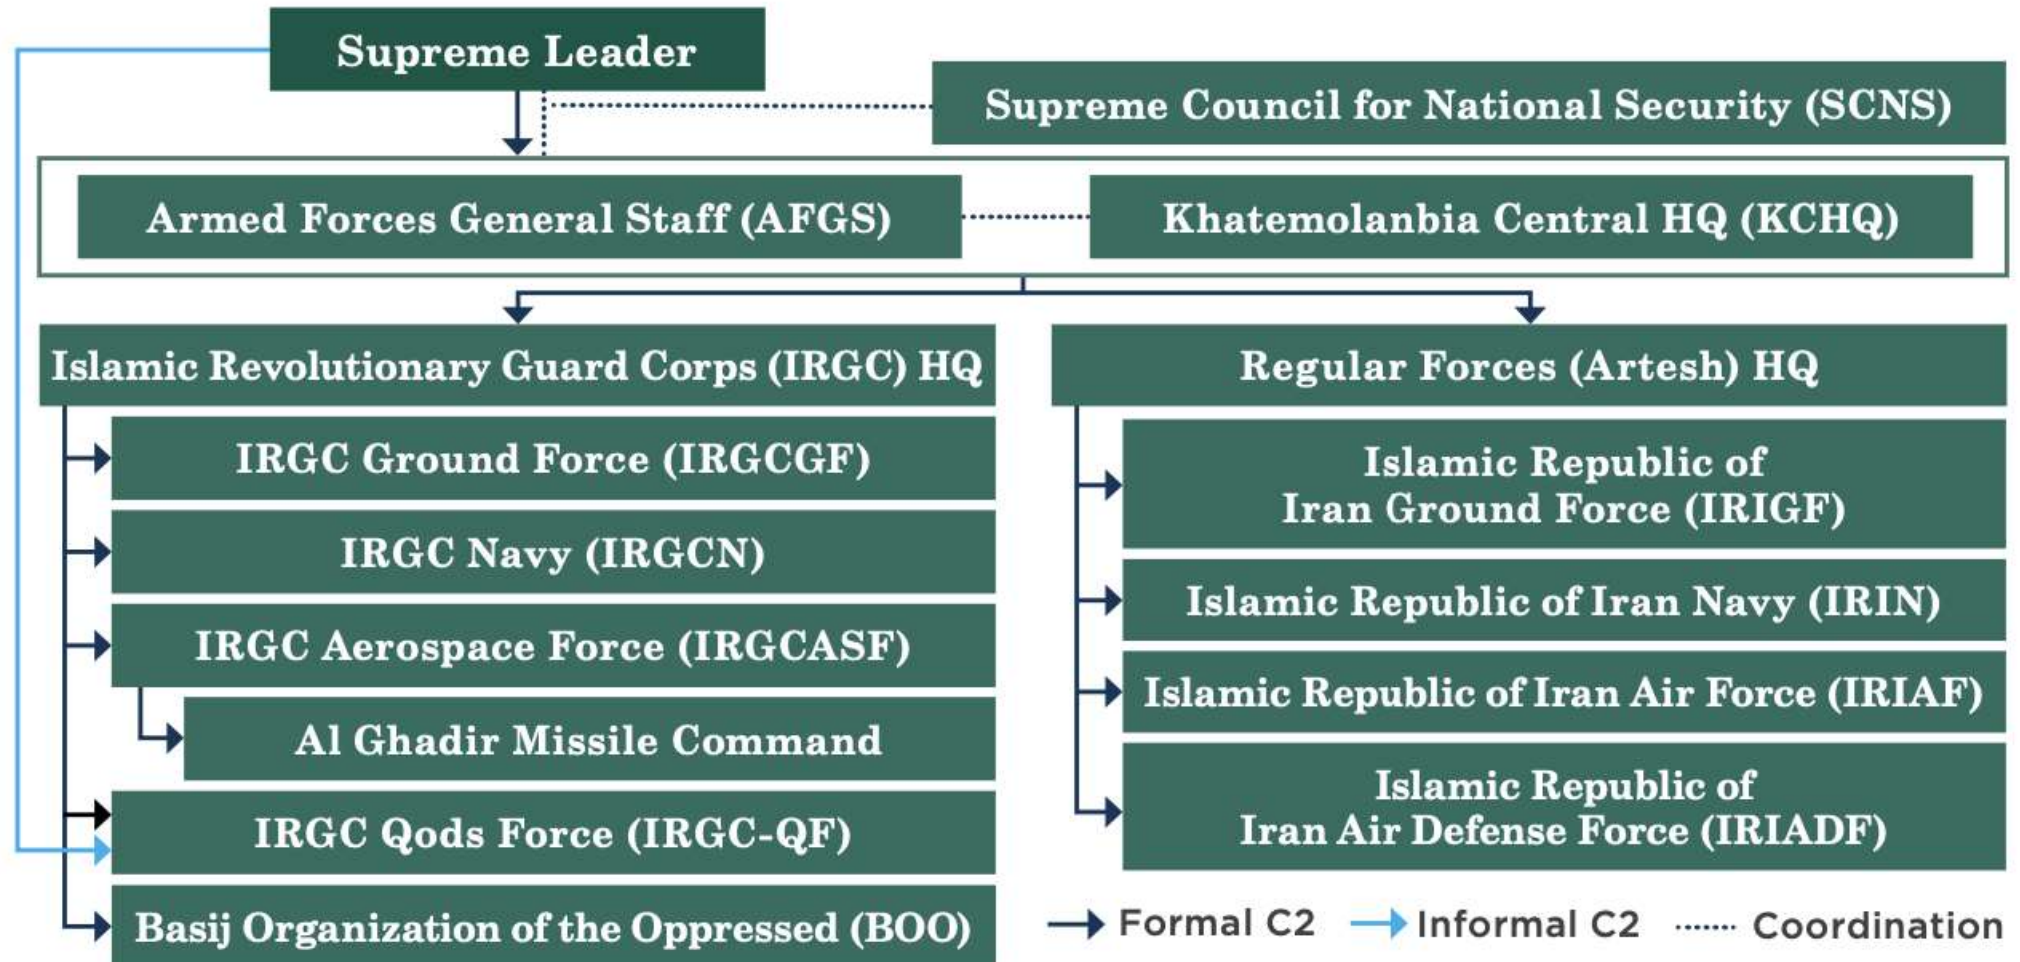 Supreme Leader
Supreme Council for National Security (SCNS)
Armed Forces General Staff (AFGS)
Khatemolanbia Central HQ (KCHQ)
Islamic Revolutionary Guard Corps (IRGC) HQ
IRGC Ground Force (IRGCGF)
IRGC Navy (IRGCN)
IRGC Aerospace Force (IRGCASF)
Al Ghadir Missile Command
IRGC Qods Force (IRGC-QF)
Basij Organization of the Oppressed (BOO)
Regular Forces (Artesh) HQ
Islamic Republic of
Iran Ground Force (IRIGF)
Islamic Republic of Iran Navy (IRIN)
Islamic Republic of Iran Air Force (IRIAF)
Islamic Republic of
Iran Air Defense Force (IRIADF)
Formal C2
Informal C2
Coordination